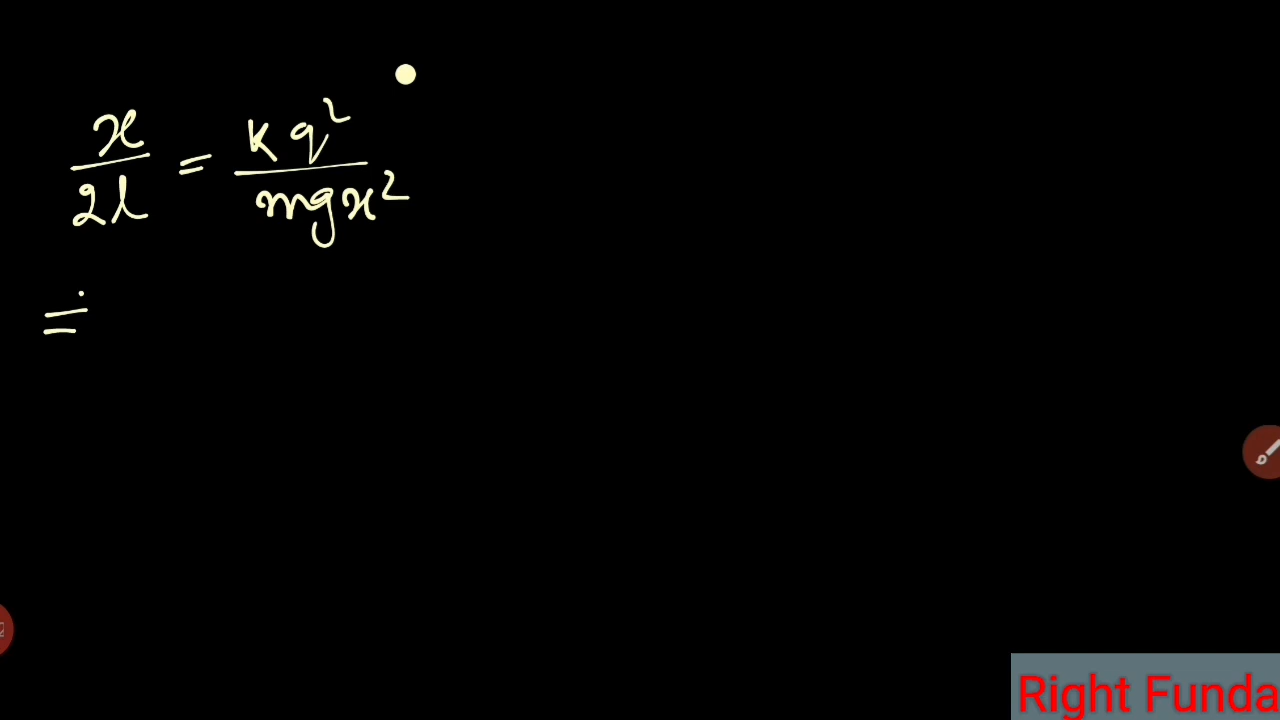 x/2l = kq²/mgx²
=
Right Funda